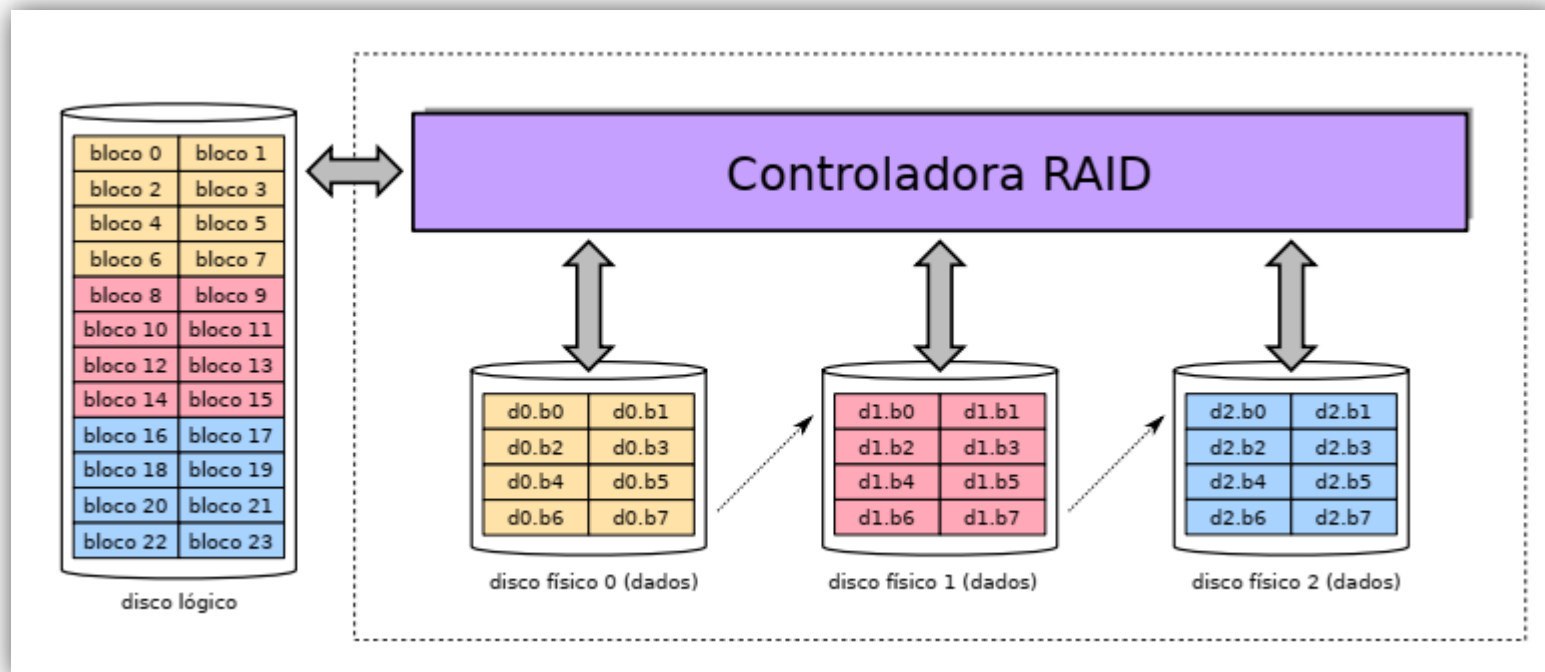 Controladora RAID
bloco 0 bloco 1
bloco 2 bloco 3
bloco 4 bloco 5
bloco 6 bloco 7
bloco 8 bloco 9
bloco 10 bloco 11
bloco 12 bloco 13
bloco 14 bloco 15
bloco 16 bloco 17
bloco 18 bloco 19
bloco 20 bloco 21
bloco 22 bloco 23
disco lógico
d0.b0 d0.b1
d0.b2 d0.b3
d0.b4 d0.b5
d0.b6 d0.b7
disco físico 0 (dados)
d1.b0 d1.b1
d1.b2 d1.b3
d1.b4 d1.b5
d1.b6 d1.b7
disco físico 1 (dados)
d2.b0 d2.b1
d2.b2 d2.b3
d2.b4 d2.b5
d2.b6 d2.b7
disco físico 2 (dados)